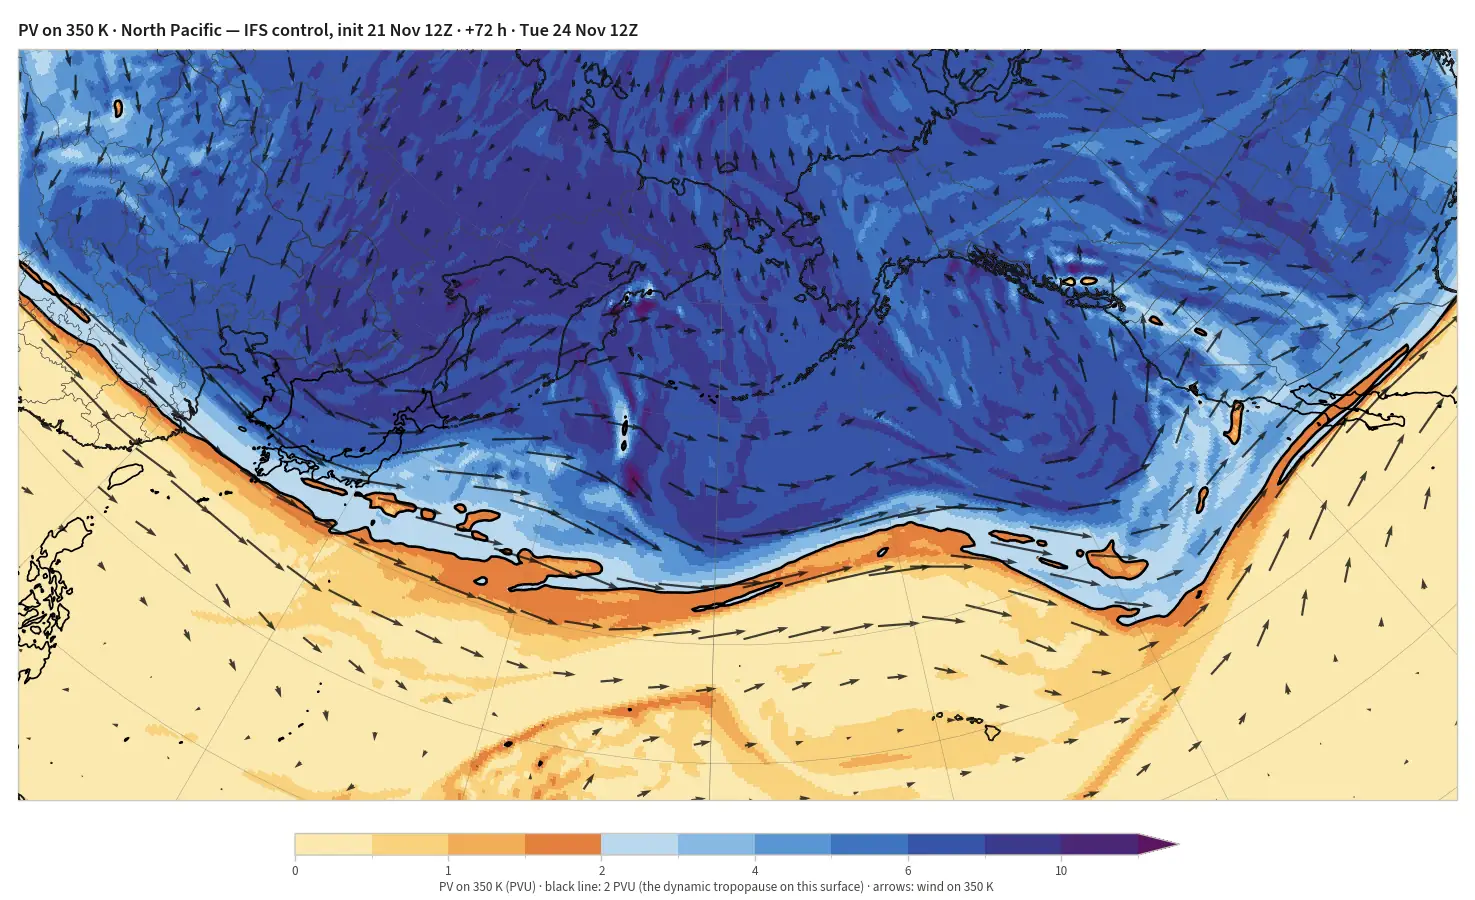 PV on 350 K · North Pacific — IFS control, init 21 Nov 12Z · +72 h · Tue 24 Nov 12Z
0 1 2 4 6 10
PV on 350 K (PVU) · black line: 2 PVU (the dynamic tropopause on this surface) · arrows: wind on 350 K